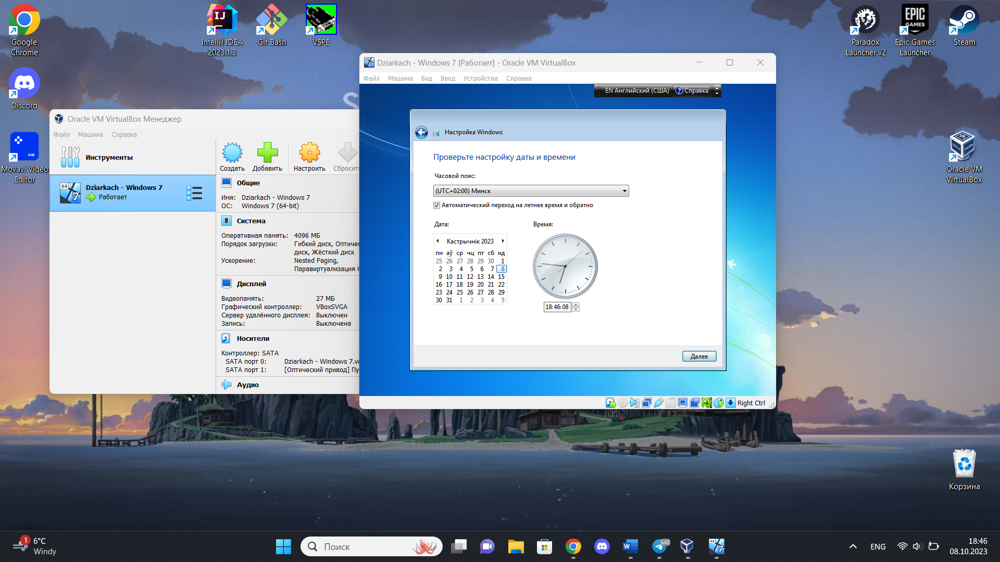 Google
Chrome
IntelliJ IDEA
2023.1.3
Git Bash
VSPE
Paradox
Launcher v2
Epic Games
Launcher
Steam
EPIC
GAMES
Discord
Movavi Video
Editor
ve
Oracle VM
VirtualBox
Корзина
Oracle VM VirtualBox Менеджер
Файл Машина Справка
Инструменты
Dziarkach - Windows 7
Работает
64
Создать
Добавить
Настроить
Общие
Имя: Dziarkach - Windows 7
ОС: Windows 7 (64-bit)
Система
Оперативная память: 4096 МБ
Порядок загрузки: Гибкий диск,
диск, Жёсткий диск
Ускорение: Nested Paging,
Паравиртуализация
Дисплей
Видеопамять: 27 МБ
Графический контроллер: VBoxSVGA
Сервер удалённого дисплея: Выключен
Запись: Выключена
Носители
Контроллер: SATA
SATA порт 0: Dziarkach - Windows 7.v
SATA порт 1: [Оптический привод]
Аудио
Dziarkach - Windows 7 [Работает] - Oracle VM VirtualBox
Файл Машина Вид Ввод Устройства Справка
EN Английский (США) Справка
Настройка Windows
Проверьте настройку даты и времени
Часовой пояс:
(UTC+02:00) Минск
Автоматический переход на летнее время и обратно
Дата:
Время:
Кастрычнік 2023
пн аў ср чц пт сб нд
25 26 27 28 29 30 1
2 3 4 5 6 7 8
9 10 11 12 13 14 15
16 17 18 19 20 21 22
23 24 25 26 27 28 29
30 31 1 2 3 4 5
18:46:08
Далее
Right Ctrl
1
6°C
Windy
Поиск
640
ENG
18:46
08.10.2023